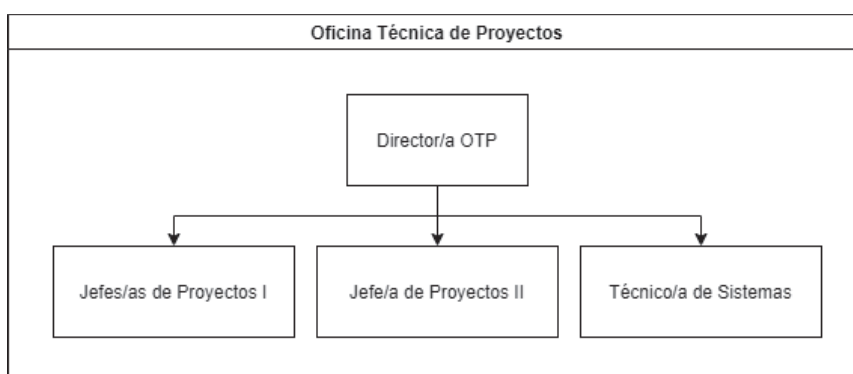 Oficina Técnica de Proyectos
Director/a OTP
Jefes/as de Proyectos I
Jefe/a de Proyectos II
Técnico/a de Sistemas